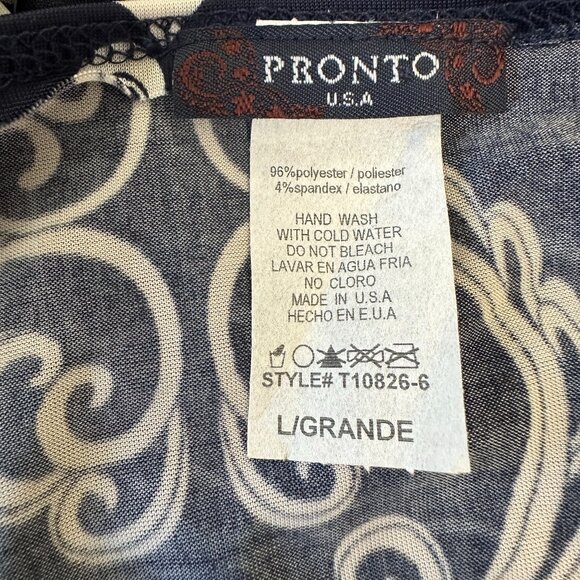 PRONTO
U.S.A
96%polyester / poliester
4%spandex / elastano
HAND WASH
WITH COLD WATER
DO NOT BLEACH
LAVAR EN AGUA FRIA
NO CLORO
MADE IN U.S.A
HECHO EN E.U.A
STYLE# T10826-6
L/GRANDE